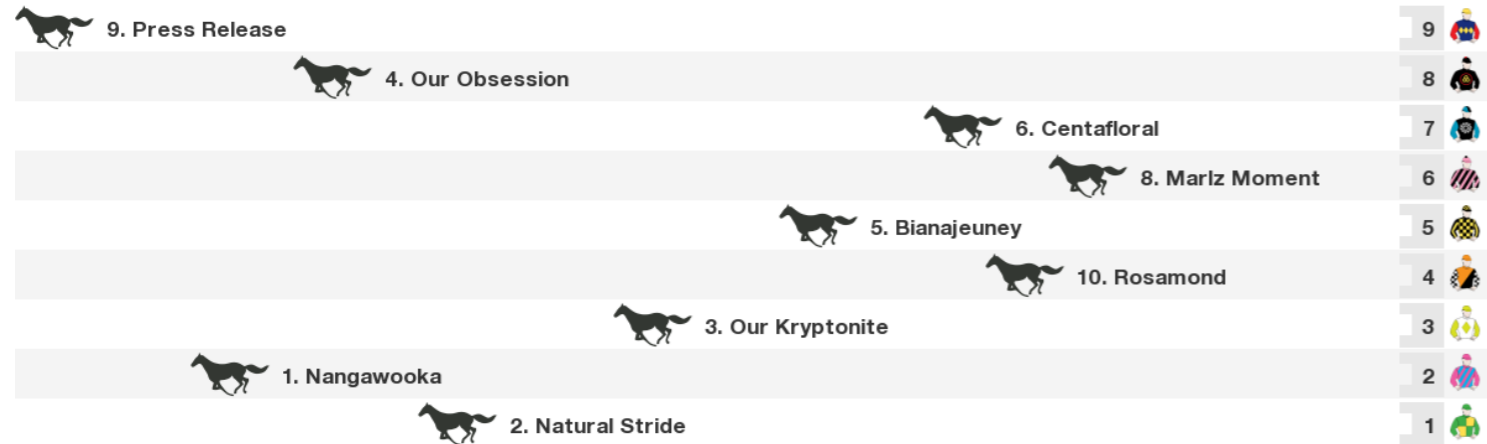 9. Press Release 9
4. Our Obsession 8
6. Centafloral 7
8. Marlz Moment 6
5. Bianajeuney 5
10. Rosamond 4
3. Our Kryptonite 3
1. Nangawooka 2
2. Natural Stride 1